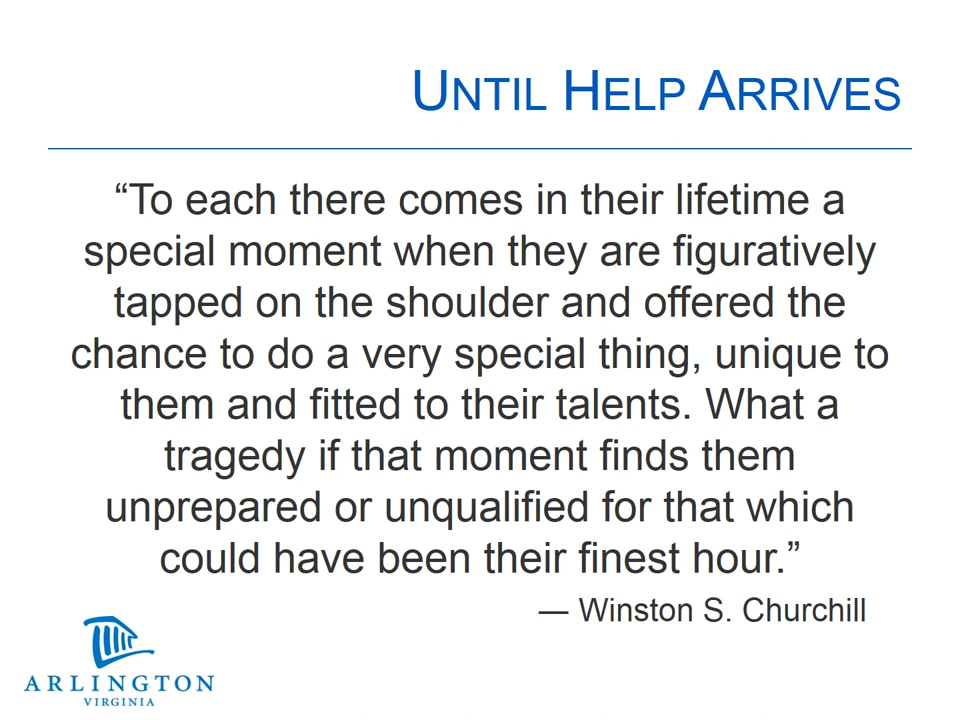 UNTIL HELP ARRIVES
“To each there comes in their lifetime a
special moment when they are figuratively
tapped on the shoulder and offered the
chance to do a very special thing, unique to
them and fitted to their talents. What a
tragedy if that moment finds them
unprepared or unqualified for that which
could have been their finest hour.”
― Winston S. Churchill
ARLINGTON
VIRGINIA